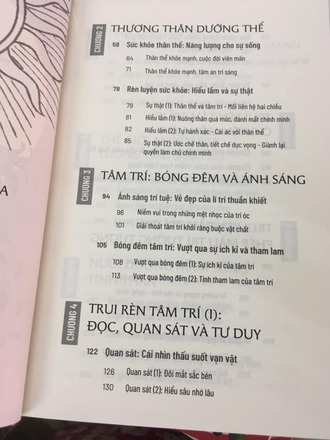 CHƯƠNG 2
THƯƠNG THÂN DƯỠNG THỂ
58 Sức khỏe thân thể: Năng lượng cho sự sống
64 Thân thể khỏe mạnh, cuộc đời viên mãn
71 Thân thể khỏe mạnh, tâm an trí sáng
78 Rèn luyện sức khỏe: Hiểu lầm và sự thật
79 Sự thật (1): Thân thể và tâm trí - Mối liên hệ hai chiều
81 Hiểu lầm (1): Nuông thân quá mức, đánh mất chính mình
82 Hiểu lầm (2): Tự hành xác - Cái ác với thân thể
85 Sự thật (2): Ước chế thân, tiết chế dục vọng - Giành lại
quyền làm chủ chính mình
CHƯƠNG 3
TÂM TRÍ: BÓNG ĐÊM VÀ ÁNH SÁNG
94 Ánh sáng trí tuệ: Vẻ đẹp của lí trí thuần khiết
96 Niềm vui trong những mệt nhọc của trí óc
101 Giải thoát tâm trí khỏi ràng buộc vật chất
105 Bóng đêm tâm trí: Vượt qua sự ích kỉ và tham lam
108 Vượt qua bóng đêm (1): Sự ích kỉ của tâm trí
113 Vượt qua bóng đêm (2): Tính tham lam của tâm trí
CHƯƠNG 4
TRUI RÈN TÂM TRÍ (1):
ĐỌC, QUAN SÁT VÀ TƯ DUY
122 Quan sát: Cái nhìn thấu suốt vạn vật
126 Quan sát (1): Đôi mắt sắc bén
130 Quan sát (2): Hiểu sâu nhớ lâu
A